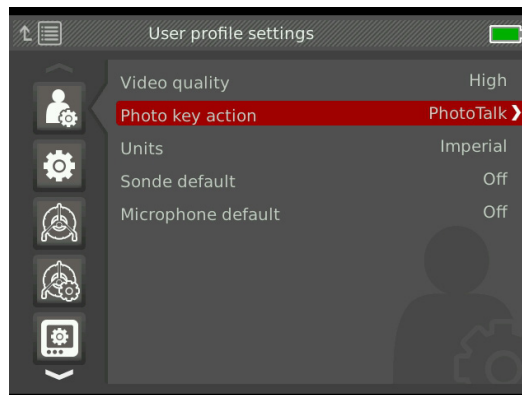 User profile settings
Video quality High
Photo key action PhotoTalk
Units Imperial
Sonde default Off
Microphone default Off